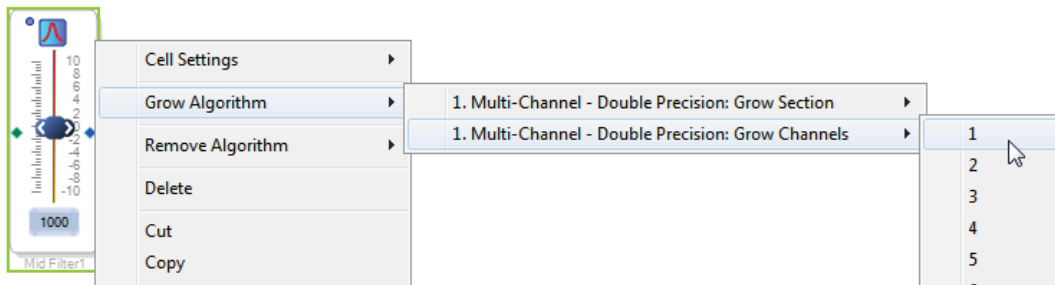 10
8
6
4
2
-2
-4
-6
-8
-10
1000
Mid Filter1
Cell Settings
Grow Algorithm
Remove Algorithm
Delete
Cut
Copy
1. Multi-Channel - Double Precision: Grow Section
1. Multi-Channel - Double Precision: Grow Channels
1
2
3
4
5